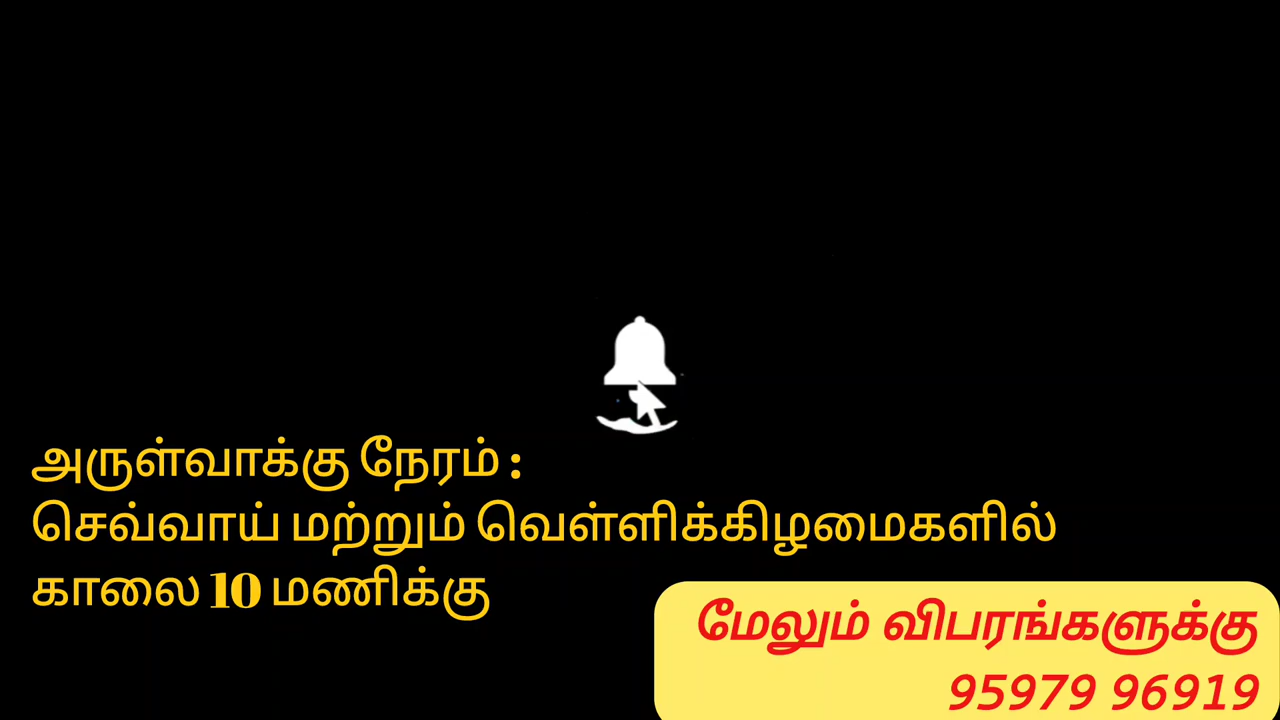 அருள்வாக்கு நேரம் :
செவ்வாய் மற்றும் வெள்ளிக்கிழமைகளில்
காலை 10 மணிக்கு
மேலும் விபரங்களுக்கு
95979 96919